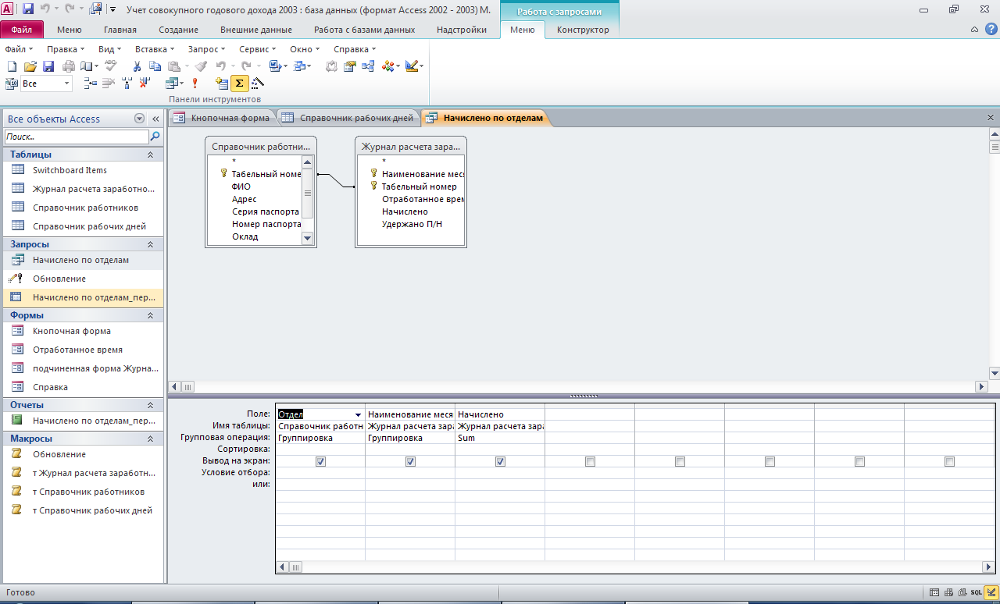 Учет совокупного годового дохода 2003 : база данных (формат Access 2002 - 2003) M.
Работа с запросами
Файл Меню Главная Создание Внешние данные Работа с базами данных Надстройки Меню Конструктор
Файл Правка Вид Вставка Запрос Сервис Окно Справка
Все
Панели инструментов
Все объекты Access
Поиск...
Таблицы
Switchboard Items
Журнал расчета заработно...
Справочник работников
Справочник рабочих дней
Запросы
Начислено по отделам
Обновление
Начислено по отделам_пер...
Формы
Кнопочная форма
Отработанное время
подчиненная форма Журна...
Справка
Отчеты
Начислено по отделам_пер...
Макросы
Обновление
т Журнал расчета заработн...
т Справочник работников
т Справочник рабочих дней
Кнопочная форма Справочник рабочих дней Начислено по отделам
Справочник работни...
*
Табельный номе
ФИО
Адрес
Серия паспорта
Номер паспорта
Оклад
Журнал расчета зара...
*
Наименование мес
Табельный номер
Отработанное врем
Начислено
Удержано П/Н
Поле: Отдел Наименование меся Начислено
Имя таблицы: Справочник работн Журнал расчета зара Журнал расчета зара
Групповая операция: Группировка Группировка Sum
Сортировка:
Вывод на экран:
Условие отбора:
или:
Готово
SQL